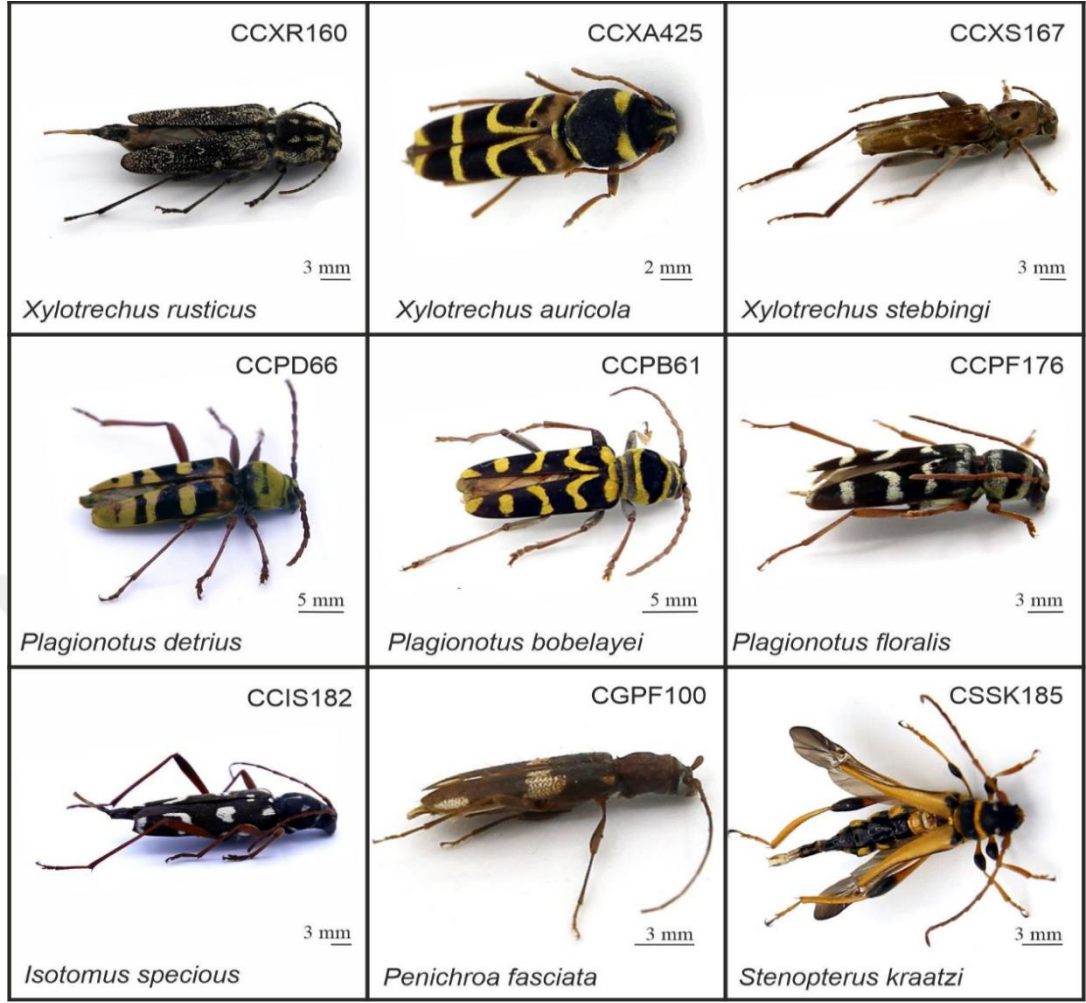 CCXR160
3 mm
Xylotrechus rusticus
CCXA425
2 mm
Xylotrechus auricola
CCXS167
3 mm
Xylotrechus stebbingi
CCPD66
5 mm
Plagionotus detrius
CCPB61
5 mm
Plagionotus bobelayei
CCPF176
3 mm
Plagionotus floralis
CCIS182
3 mm
Isotomus specious
CGPF100
3 mm
Penichroa fasciata
CSSK185
3 mm
Stenopterus kraatzi